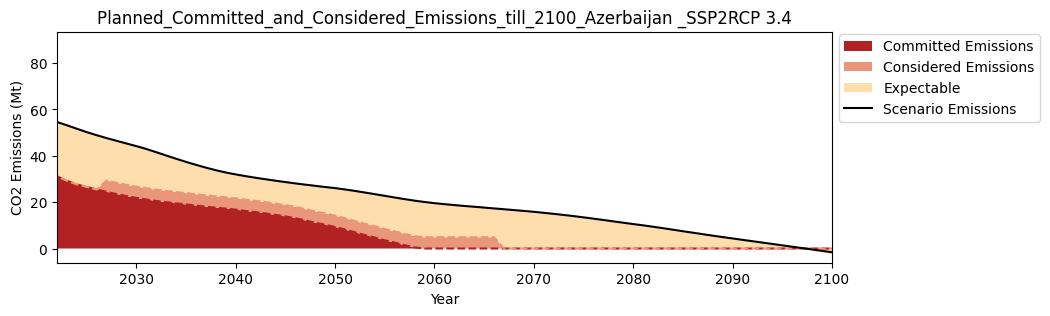 Planned_Committed_and_Considered_Emissions_till_2100_Azerbaijan _SSP2RCP 3.4
Committed Emissions
Considered Emissions
Expectable
Scenario Emissions
CO2 Emissions (Mt)
80
60
40
20
0
2030 2040 2050 2060 2070 2080 2090 2100
Year